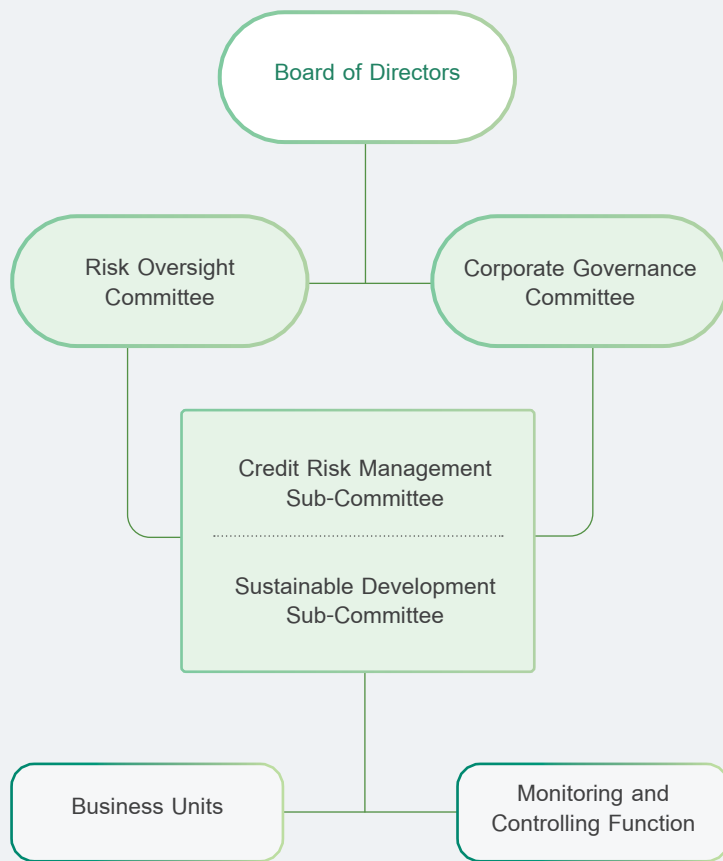 Board of Directors
Risk Oversight
Committee
Corporate Governance
Committee
Credit Risk Management
Sub-Committee
Sustainable Development
Sub-Committee
Business Units
Monitoring and
Controlling Function